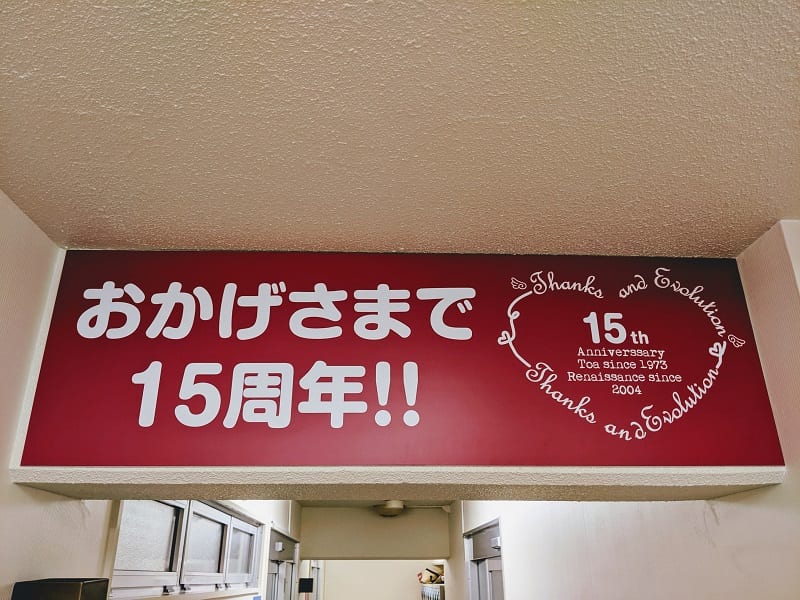 おかげさまで
15周年!!
Thanks and Evolution
15th
Anniverssary
Toa since 1973
Renaissance since
2004
Thanks and Evolution